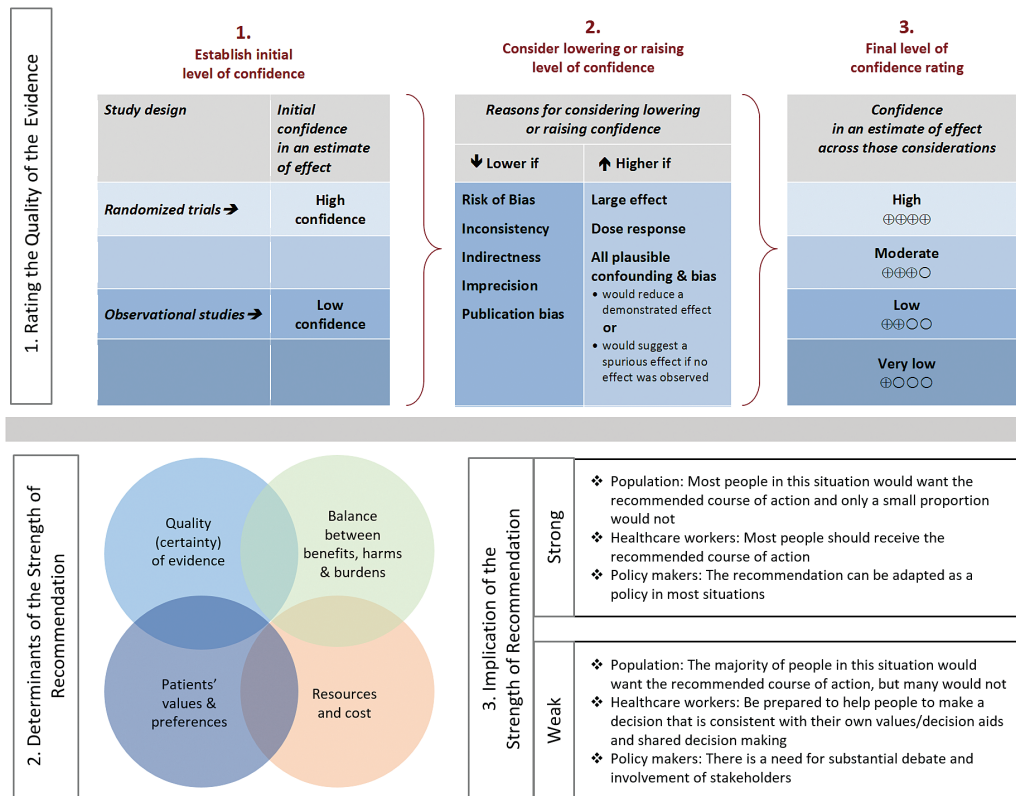 1. Rating the Quality of the Evidence
1.
Establish initial
level of confidence
2.
Consider lowering or raising
level of confidence
3.
Final level of
confidence rating
Study design
Initial
confidence
in an estimate
of effect
Randomized trials ➔
High
confidence
Observational studies ➔
Low
confidence
Reasons for considering lowering
or raising confidence
🡻 Lower if
🡹 Higher if
Risk of Bias
Inconsistency
Indirectness
Imprecision
Publication bias
Large effect
Dose response
All plausible
confounding & bias
• would reduce a
demonstrated effect
or
• would suggest a
spurious effect if no
effect was observed
Confidence
in an estimate of effect
across those considerations
High
⊕⊕⊕⊕
Moderate
⊕⊕⊕○
Low
⊕⊕○○
Very low
⊕○○○
2. Determinants of the Strength of
Recommendation
Quality
(certainty)
of evidence
Balance
between
benefits, harms
& burdens
Patients’
values &
preferences
Resources
and cost
3. Implication of the
Strength of Recommendation
Strong
❖ Population: Most people in this situation would want the
recommended course of action and only a small proportion
would not
❖ Healthcare workers: Most people should receive the
recommended course of action
❖ Policy makers: The recommendation can be adapted as a
policy in most situations
Weak
❖ Population: The majority of people in this situation would
want the recommended course of action, but many would not
❖ Healthcare workers: Be prepared to help people to make a
decision that is consistent with their own values/decision aids
and shared decision making
❖ Policy makers: There is a need for substantial debate and
involvement of stakeholders